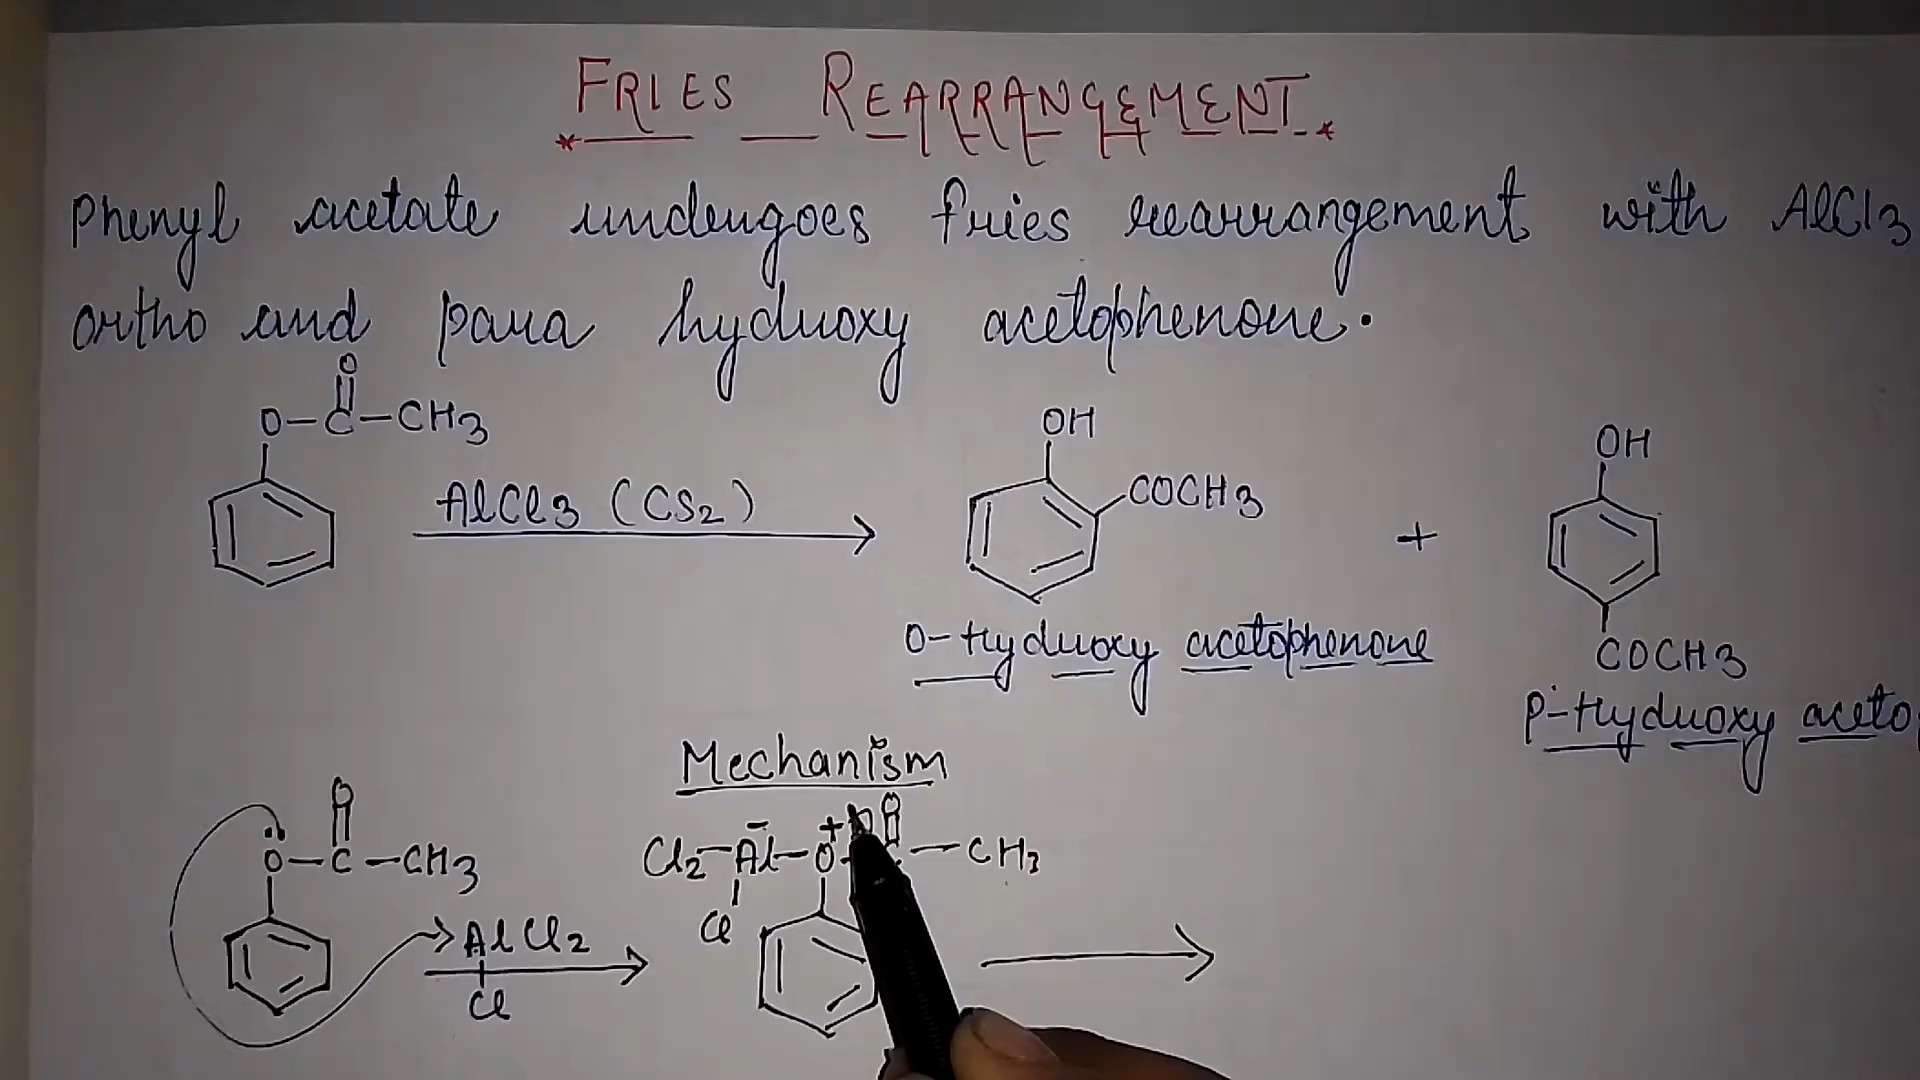 FRIES REARRANGEMENT
Phenyl acetate undergoes fries rearrangement with AlCl3
ortho and para hydroxy acetophenone.
O
O-C-CH3
AlCl3 (CS2)
OH
COCH3
+
OH
COCH3
O-Hydroxy acetophenone
P-Hydroxy aceto
Mechanism
O
O-C-CH3
AlCl2
Cl
O
Cl2-Al-O
- +
-CH3
Cl